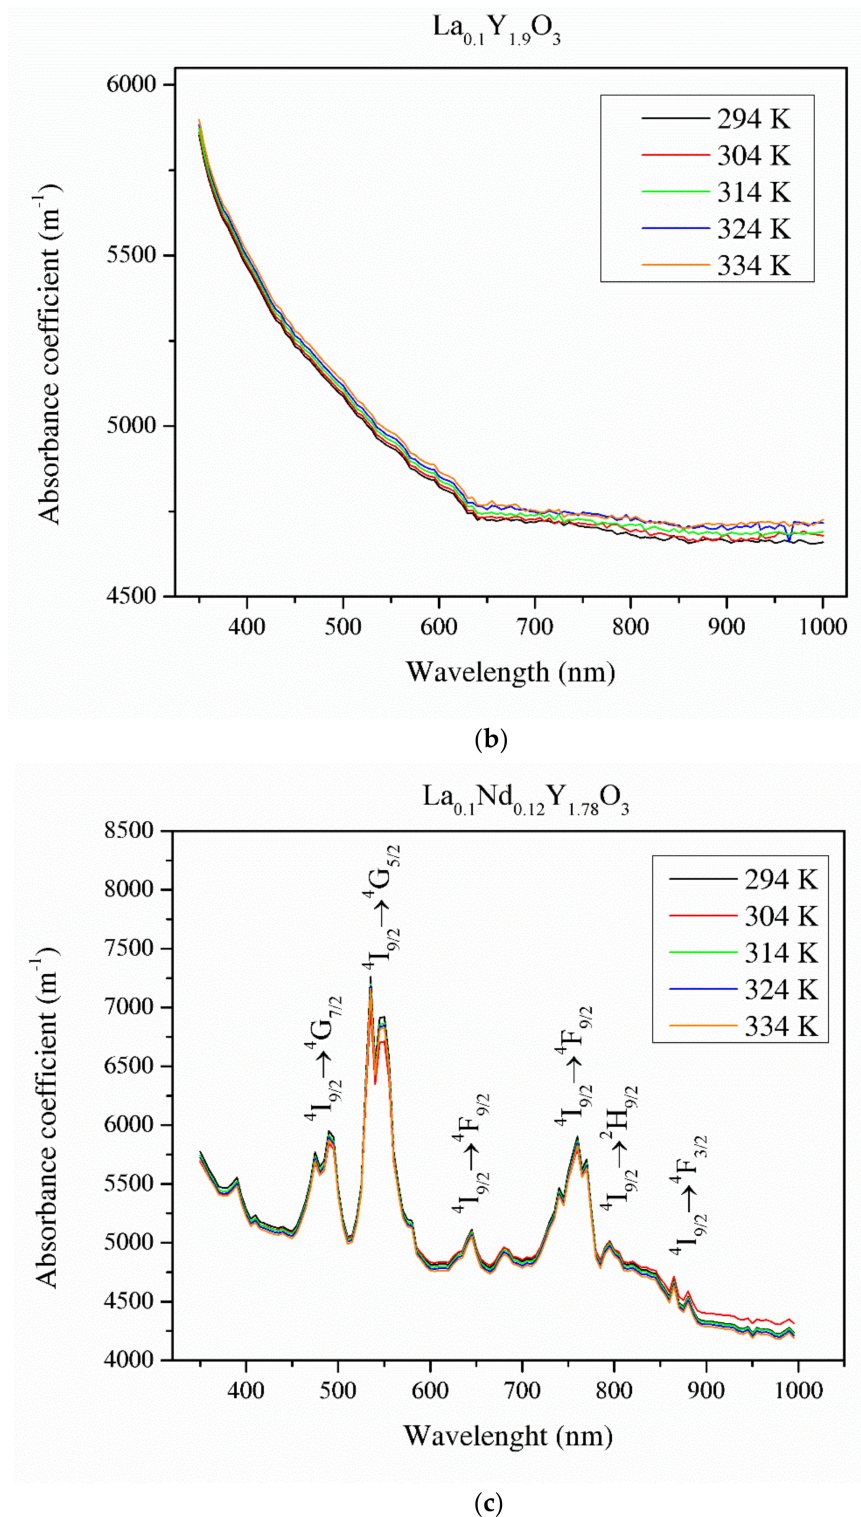 La0.1Y1.9O3
6000
5500
5000
4500
Absorbance coefficient (m-1)
294 K
304 K
314 K
324 K
334 K
400 500 600 700 800 900 1000
Wavelength (nm)
(b)
La0.1Nd0.12Y1.78O3
8500
8000
7500
7000
6500
6000
5500
5000
4500
4000
Absorbance coefficient (m-1)
4I9/2→4G7/2
4I9/2→4G5/2
4I9/2→4F9/2
4I9/2→4F9/2
4I9/2→2H9/2
4I9/2→4F3/2
294 K
304 K
314 K
324 K
334 K
400 500 600 700 800 900 1000
Wavelenght (nm)
(c)